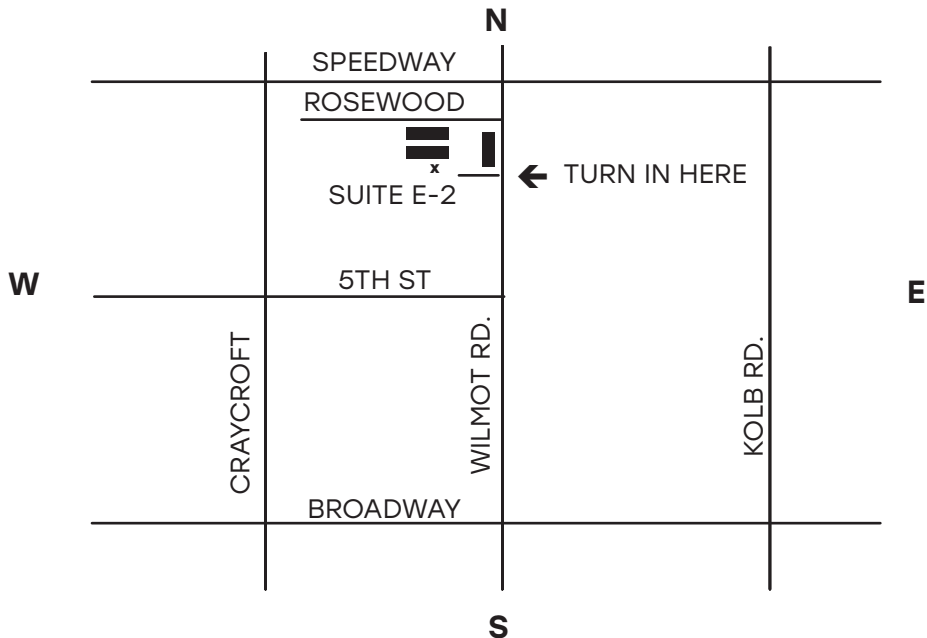 N
SPEEDWAY
ROSEWOOD
x
TURN IN HERE
SUITE E-2
W
5TH ST
E
CRAYCROFT
WILMOT RD.
KOLB RD.
BROADWAY
S